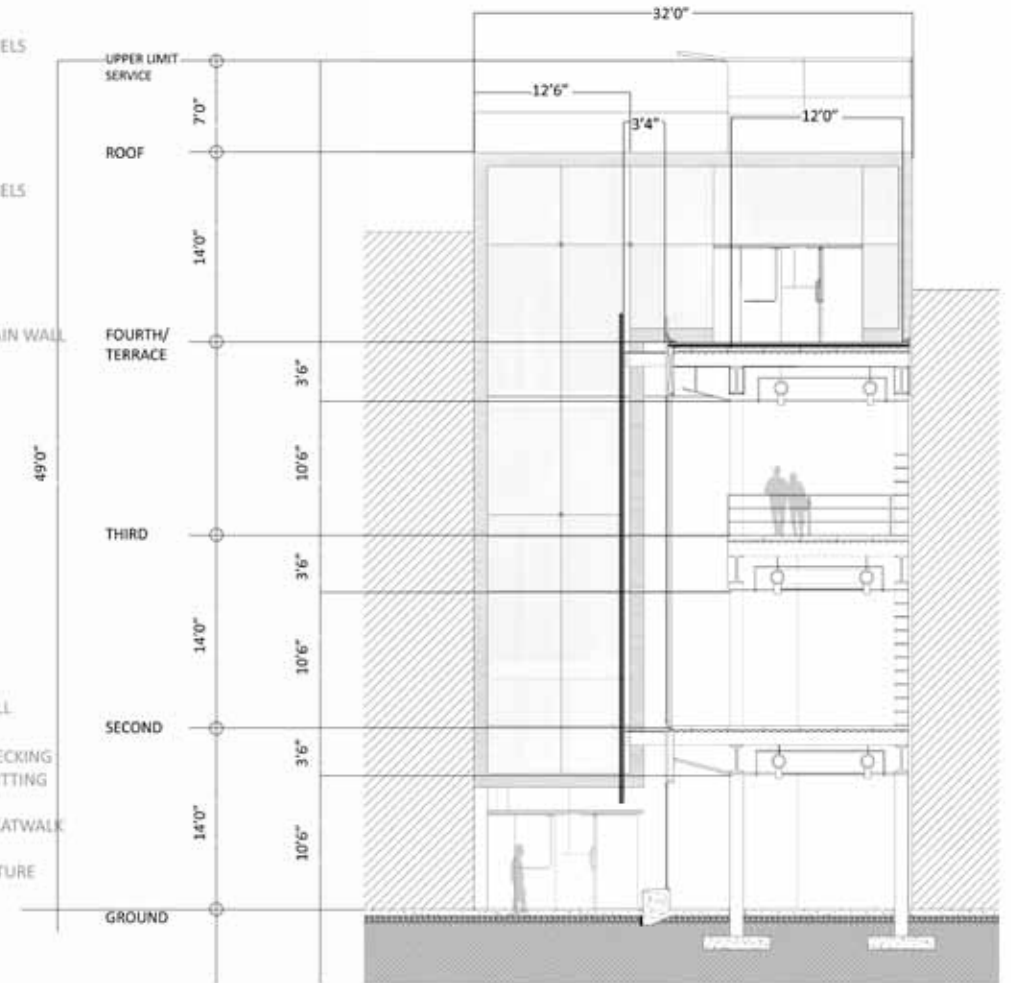 32'0"
ELS
UPPER LIMIT
SERVICE
12'6"
7'0"
3'4"
12'0"
ROOF
ELS
14'0"
AIN WALL
FOURTH/
TERRACE
3'6"
49'0"
10'6"
THIRD
3'6"
14'0"
10'6"
LL
SECOND
ECKING
TTING
3'6"
14'0"
ATWALK
10'6"
TURE
GROUND